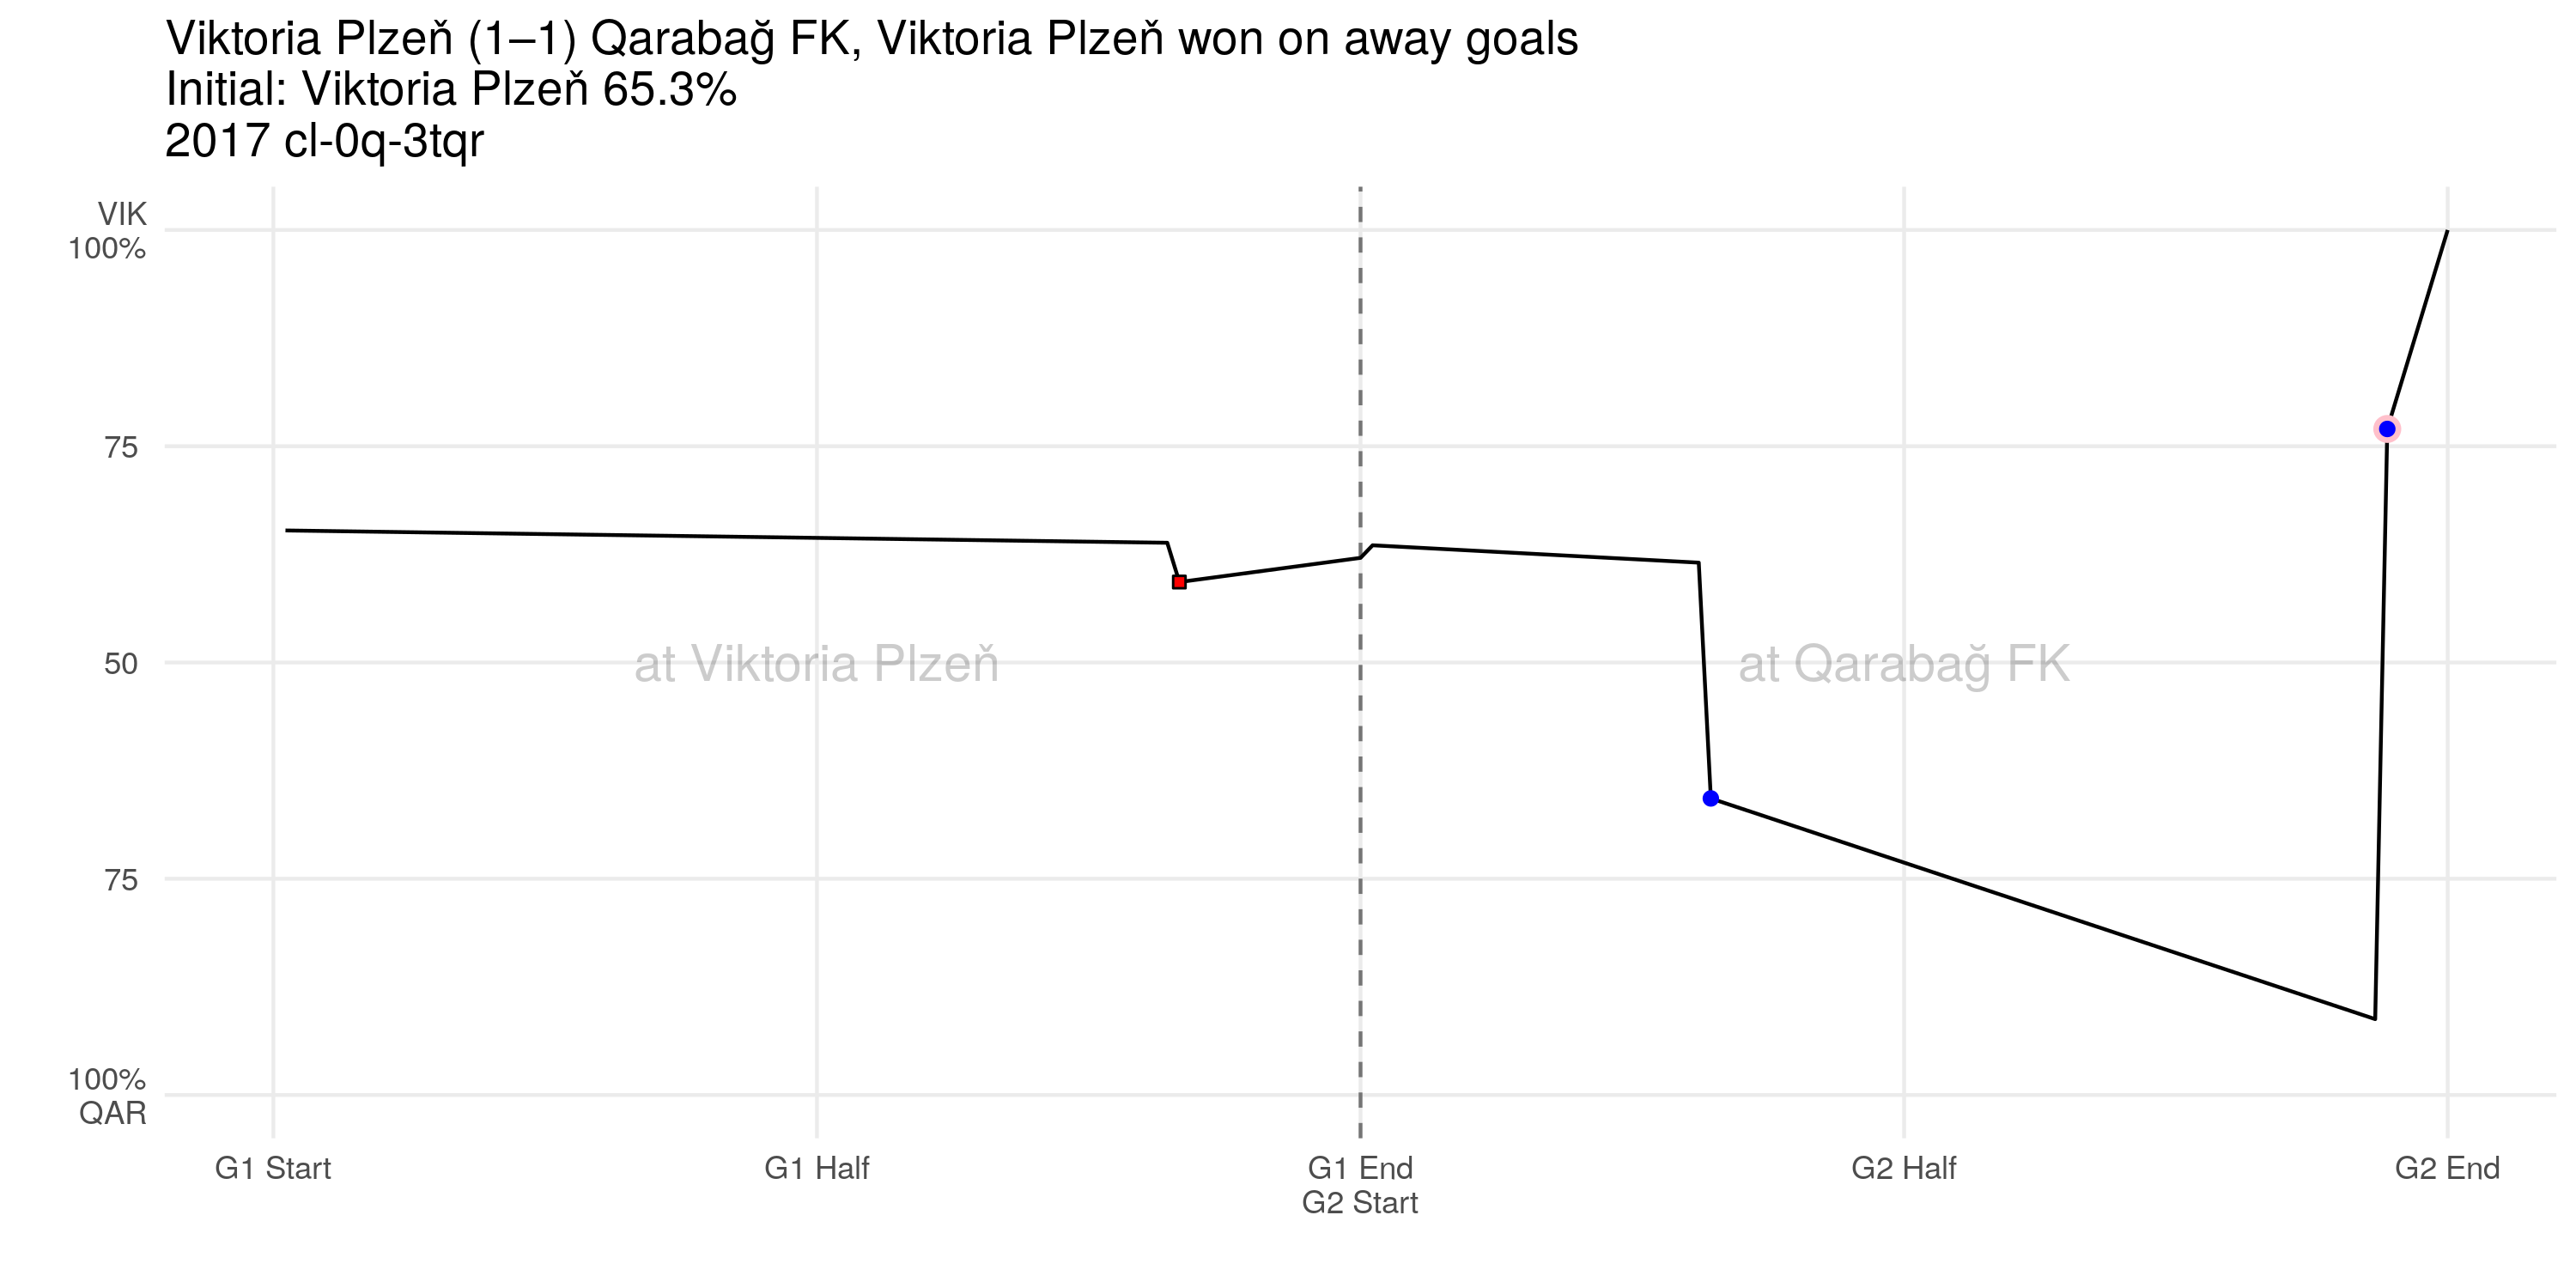 Viktoria Plzeň (1–1) Qarabağ FK, Viktoria Plzeň won on away goals
Initial: Viktoria Plzeň 65.3%
2017 cl-0q-3tqr
VIK
100%
75
50
75
100%
QAR
at Viktoria Plzeň
at Qarabağ FK
G1 Start
G1 Half
G1 End
G2 Start
G2 Half
G2 End